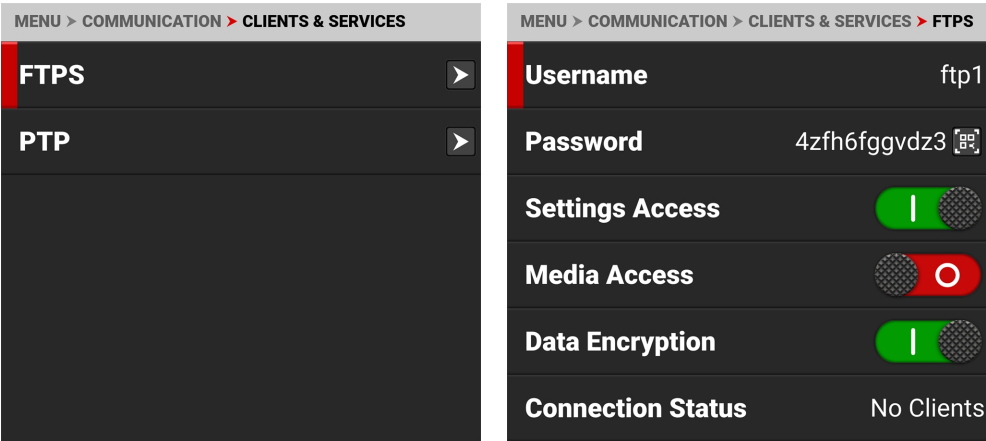 MENU > COMMUNICATION > CLIENTS & SERVICES
FTPS
PTP
MENU > COMMUNICATION > CLIENTS & SERVICES > FTPS
Username ftp1
Password 4zfh6fggvdz3
Settings Access
Media Access
Data Encryption
Connection Status No Clients